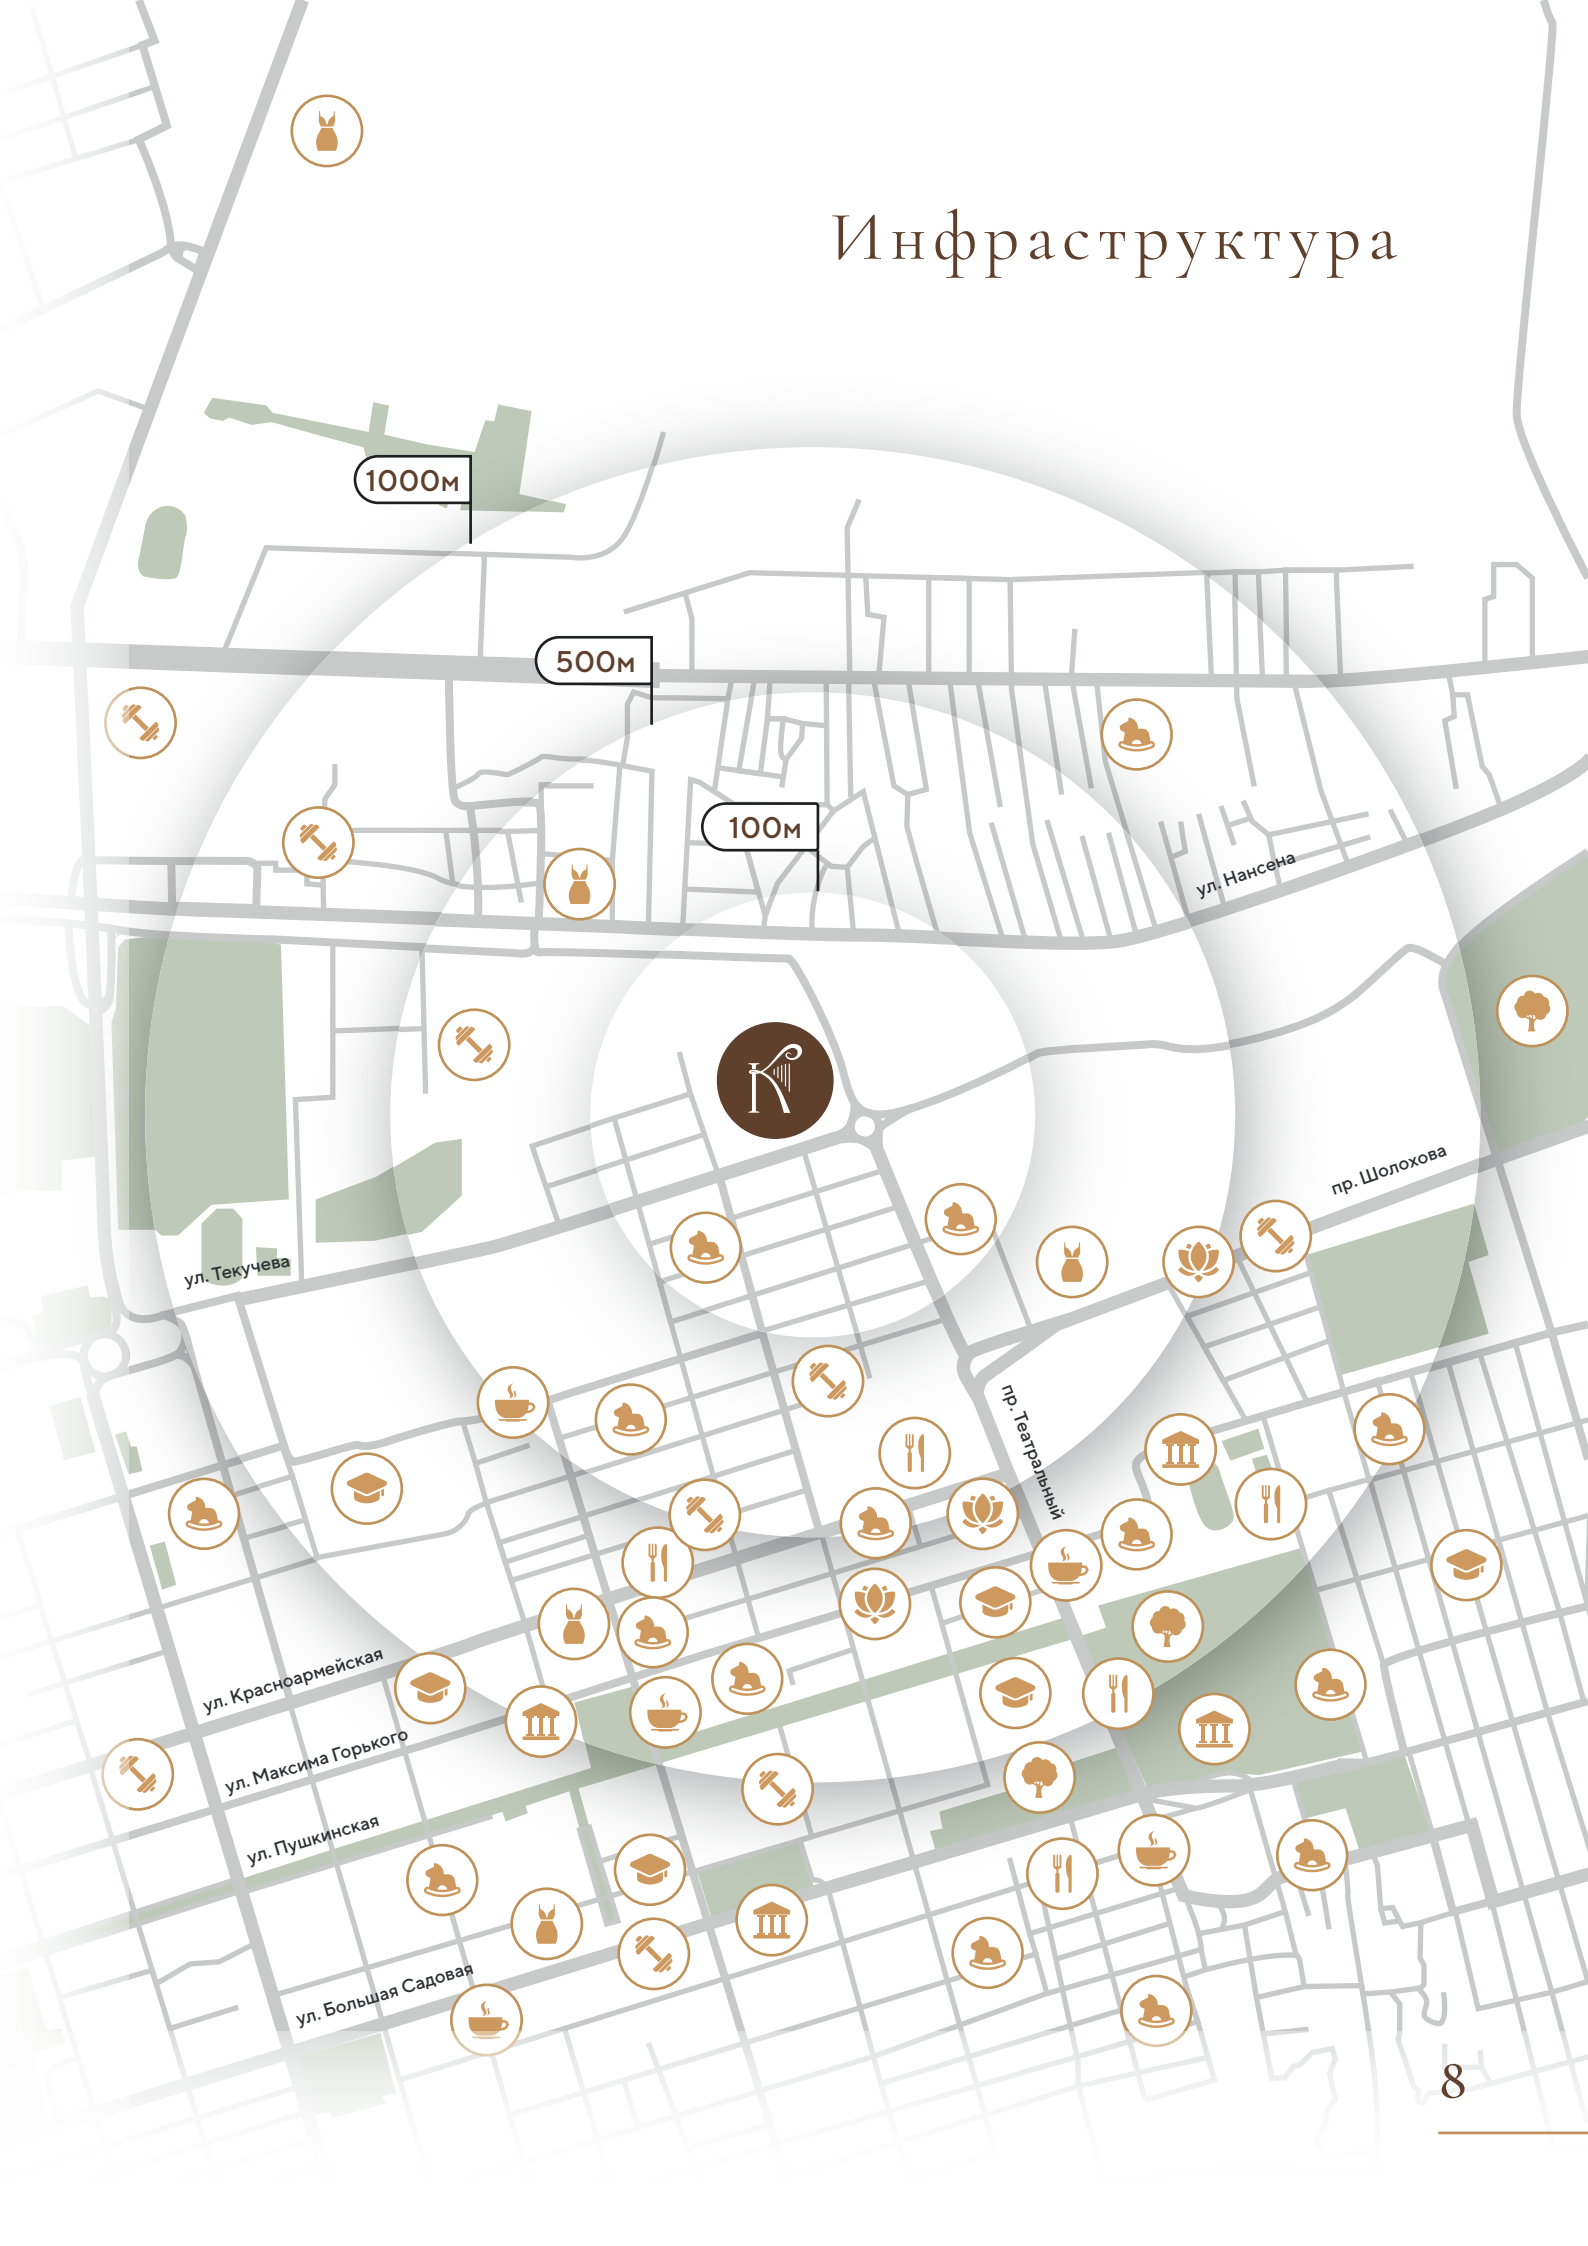 Инфраструктура
1000м
500м
100м
ул. Нансена
К
пр. Шолохова
ул. Текучева
пр. Театральный
ул. Красноармейская
ул. Максима Горького
ул. Пушкинская
ул. Большая Садовая
8